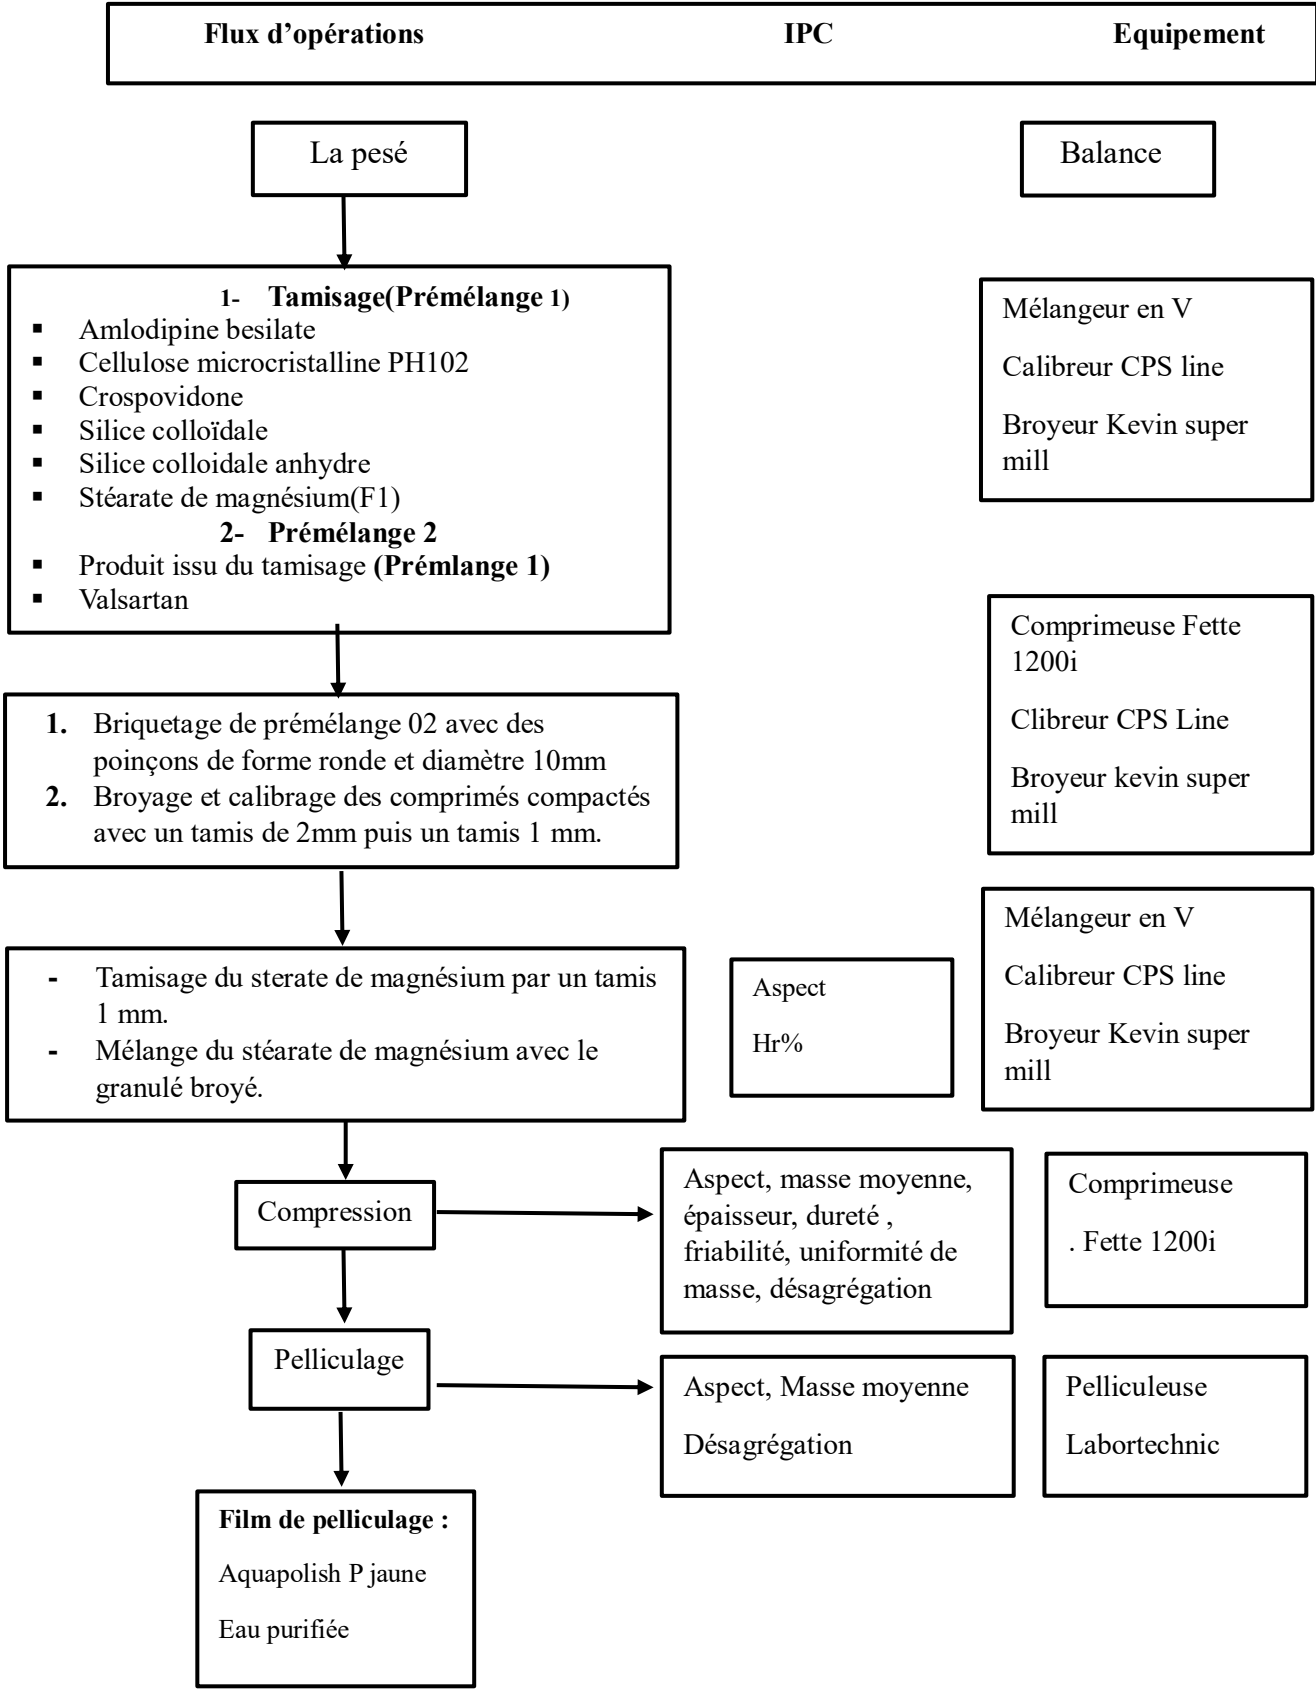 Flux d’opérations IPC Equipement
La pesé
Balance
1- Tamisage(Prémélange 1)
▪ Amlodipine besilate
▪ Cellulose microcristalline PH102
▪ Crospovidone
▪ Silice colloïdale
▪ Silice colloidale anhydre
▪ Stéarate de magnésium(F1)
2- Prémélange 2
▪ Produit issu du tamisage (Prémlange 1)
▪ Valsartan
Mélangeur en V
Calibreur CPS line
Broyeur Kevin super
mill
1. Briquetage de prémélange 02 avec des
poinçons de forme ronde et diamètre 10mm
2. Broyage et calibrage des comprimés compactés
avec un tamis de 2mm puis un tamis 1 mm.
Comprimeuse Fette
1200i
Clibreur CPS Line
Broyeur kevin super
mill
- Tamisage du sterate de magnésium par un tamis
1 mm.
- Mélange du stéarate de magnésium avec le
granulé broyé.
Aspect
Hr%
Mélangeur en V
Calibreur CPS line
Broyeur Kevin super
mill
Compression
Aspect, masse moyenne,
épaisseur, dureté ,
friabilité, uniformité de
masse, désagrégation
Comprimeuse
. Fette 1200i
Pelliculage
Aspect, Masse moyenne
Désagrégation
Pelliculeuse
Labortechnic
Film de pelliculage :
Aquapolish P jaune
Eau purifiée